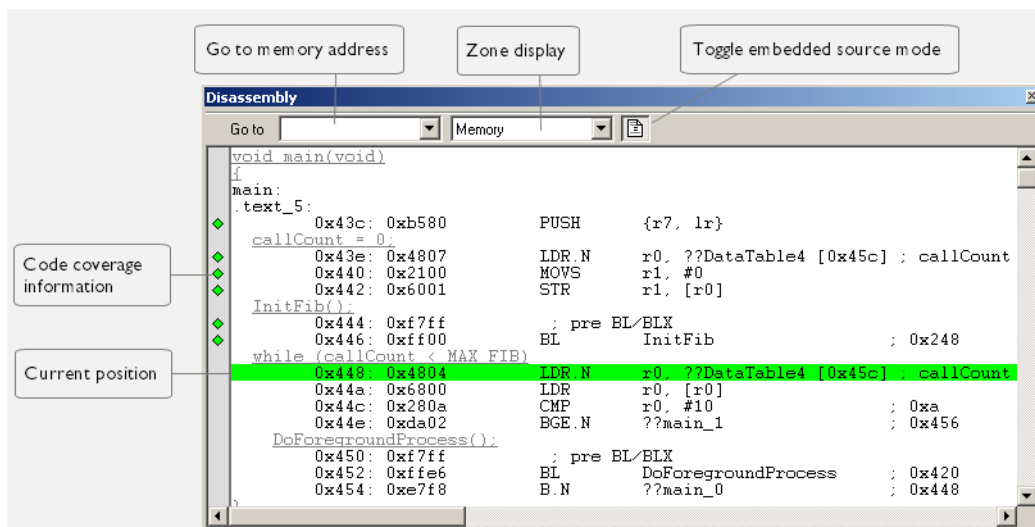 Go to memory address
Zone display
Toggle embedded source mode
Disassembly
Go to Memory
void main(void)
{
main:
.text_5:
0x43c: 0xb580 PUSH {r7, lr}
callCount = 0;
0x43e: 0x4807 LDR.N r0, ??DataTable4 [0x45c] ; callCount
0x440: 0x2100 MOVS r1, #0
0x442: 0x6001 STR r1, [r0]
InitFib();
0x444: 0xf7ff ; pre BL/BLX
0x446: 0xff00 BL InitFib ; 0x248
while (callCount < MAX_FIB)
0x448: 0x4804 LDR.N r0, ??DataTable4 [0x45c] ; callCount
0x44a: 0x6800 LDR r0, [r0]
0x44c: 0x280a CMP r0, #10 ; 0xa
0x44e: 0xda02 BGE.N ??main_1 ; 0x456
DoForegroundProcess();
0x450: 0xf7ff ; pre BL/BLX
0x452: 0xffe6 BL DoForegroundProcess ; 0x420
0x454: 0xe7f8 B.N ??main_0 ; 0x448
}
Code coverage
information
Current position